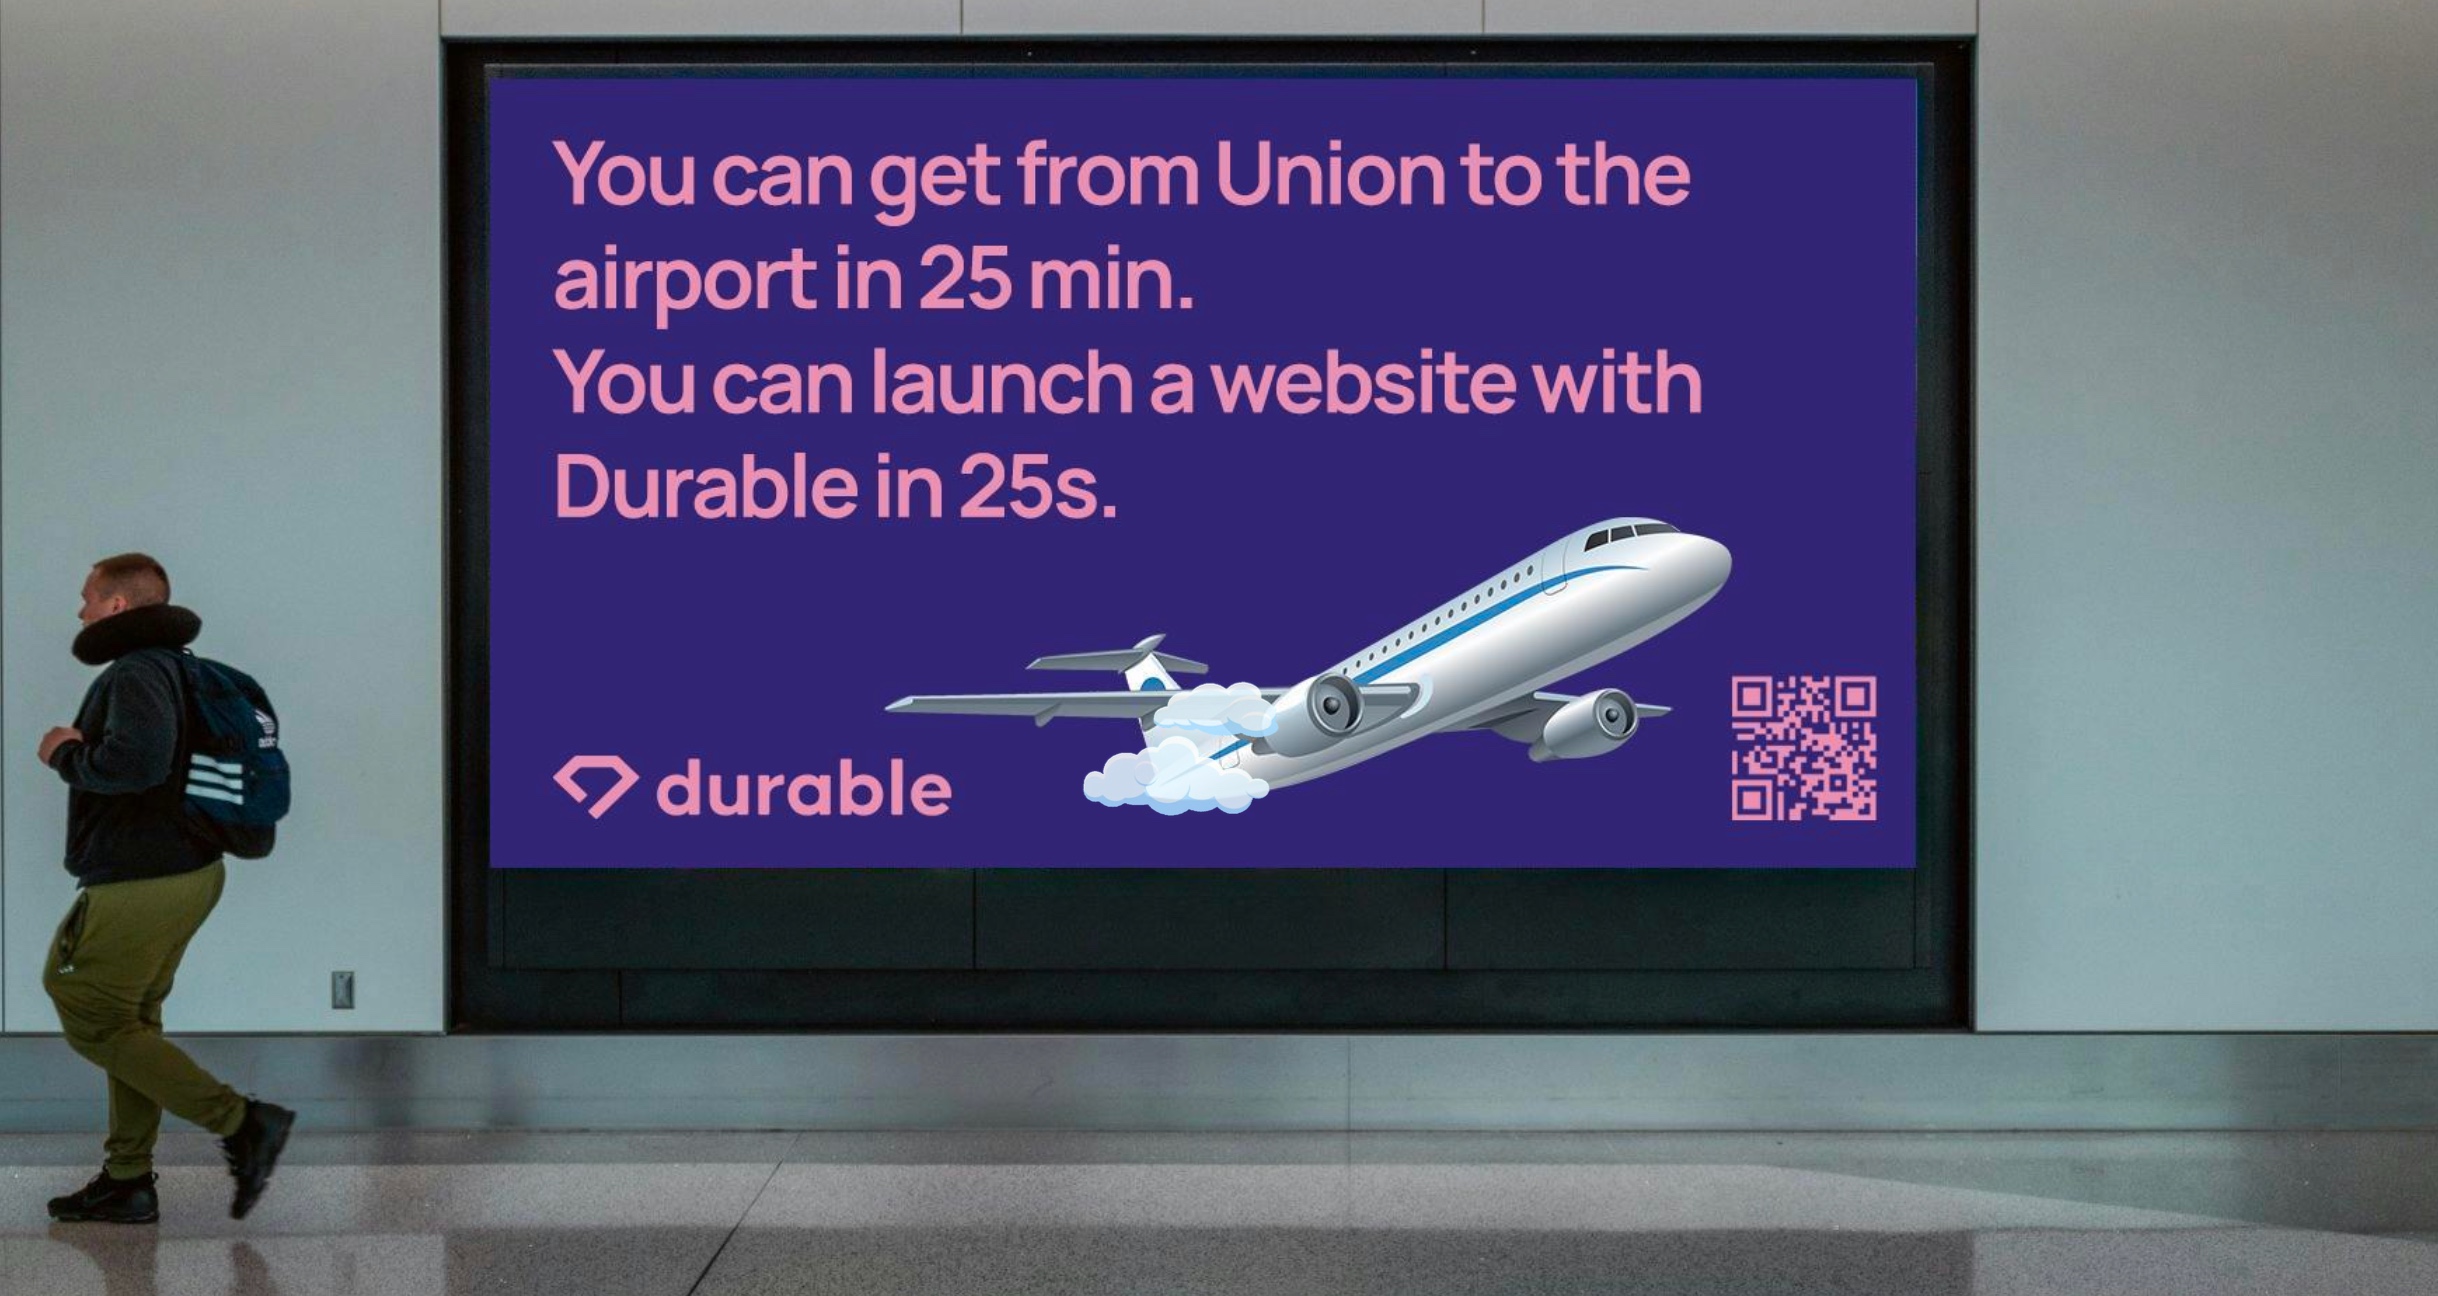 You can get from Union to the
airport in 25 min.
You can launch a website with
Durable in 25s.
durable